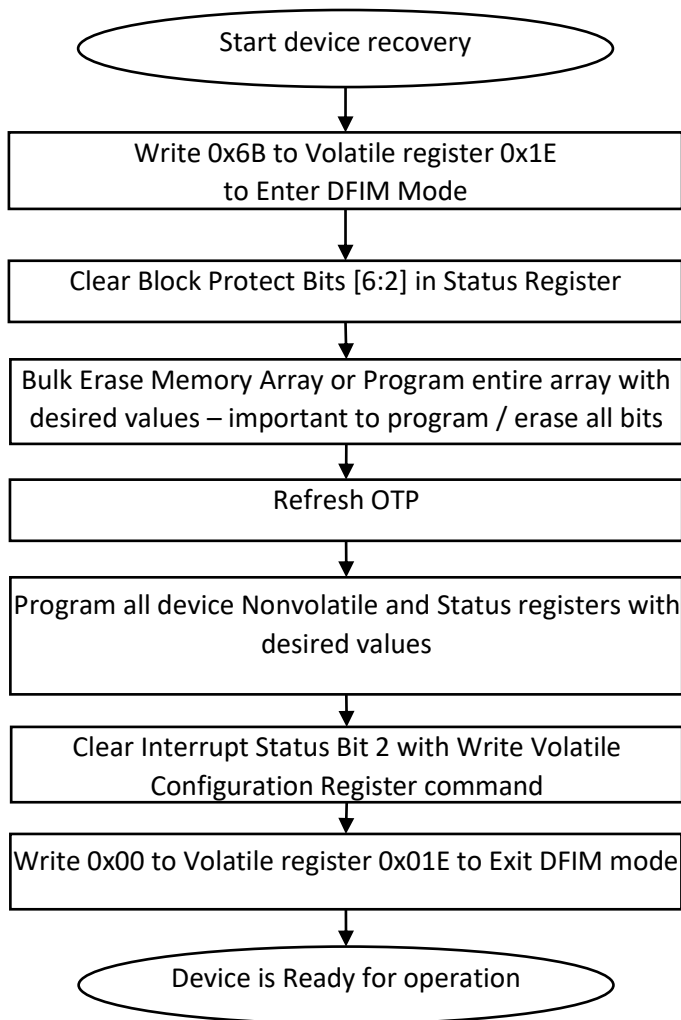 Start device recovery
Write 0x6B to Volatile register 0x1E
to Enter DFIM Mode
Clear Block Protect Bits [6:2] in Status Register
Bulk Erase Memory Array or Program entire array with
desired values – important to program / erase all bits
Refresh OTP
Program all device Nonvolatile and Status registers with
desired values
Clear Interrupt Status Bit 2 with Write Volatile
Configuration Register command
Write 0x00 to Volatile register 0x01E to Exit DFIM mode
Device is Ready for operation